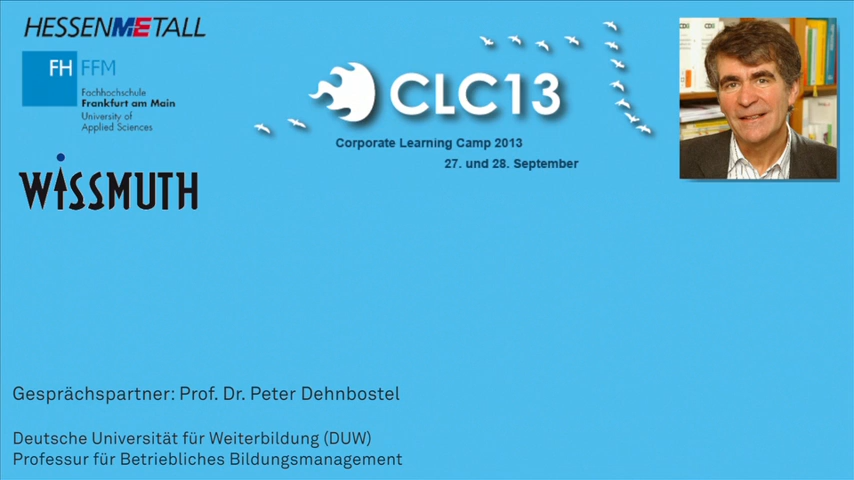 HESSENMETALL
FH FFM
Fachhochschule
Frankfurt am Main
University of
Applied Sciences
WISSMUTH
CLC13
Corporate Learning Camp 2013
27. und 28. September
Gesprächspartner: Prof. Dr. Peter Dehnbostel
Deutsche Universität für Weiterbildung (DUW)
Professur für Betriebliches Bildungsmanagement